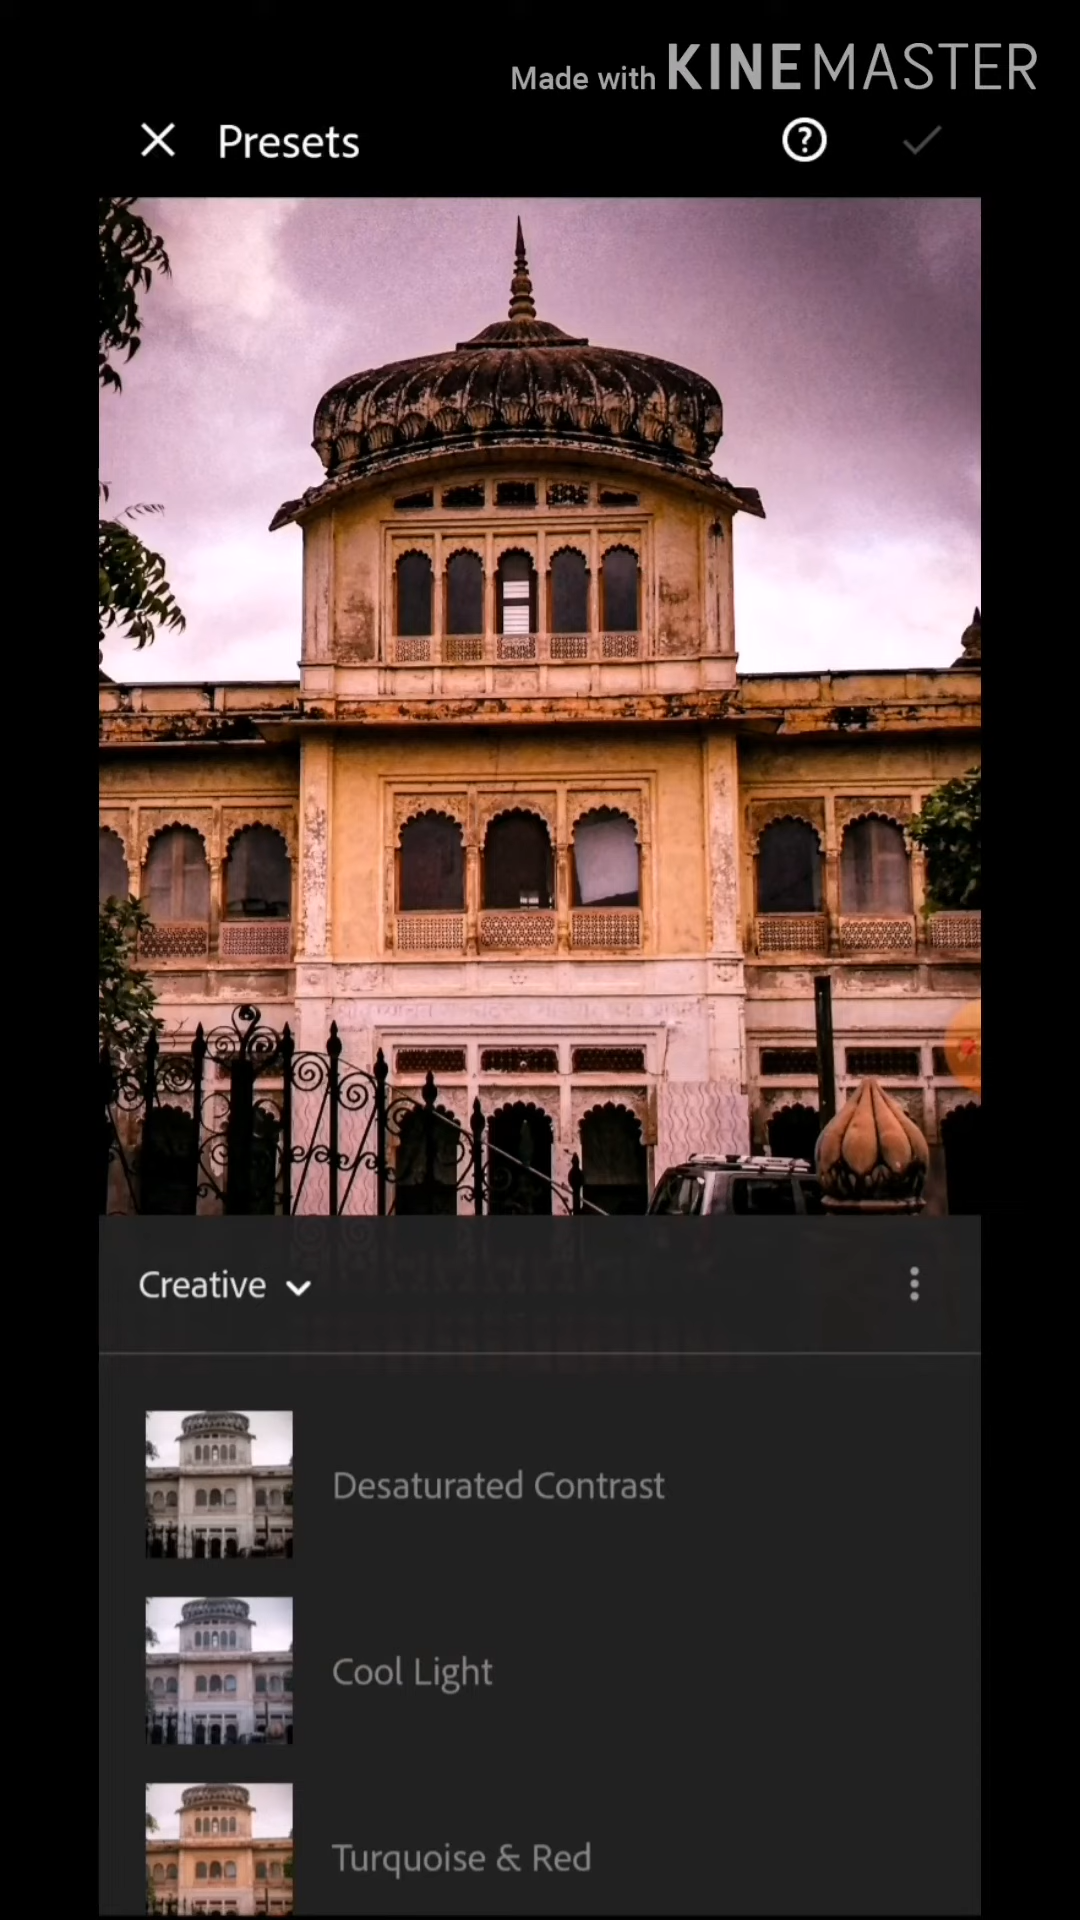 Made with KINEMASTER
Presets
Creative
Desaturated Contrast
Cool Light
Turquoise & Red